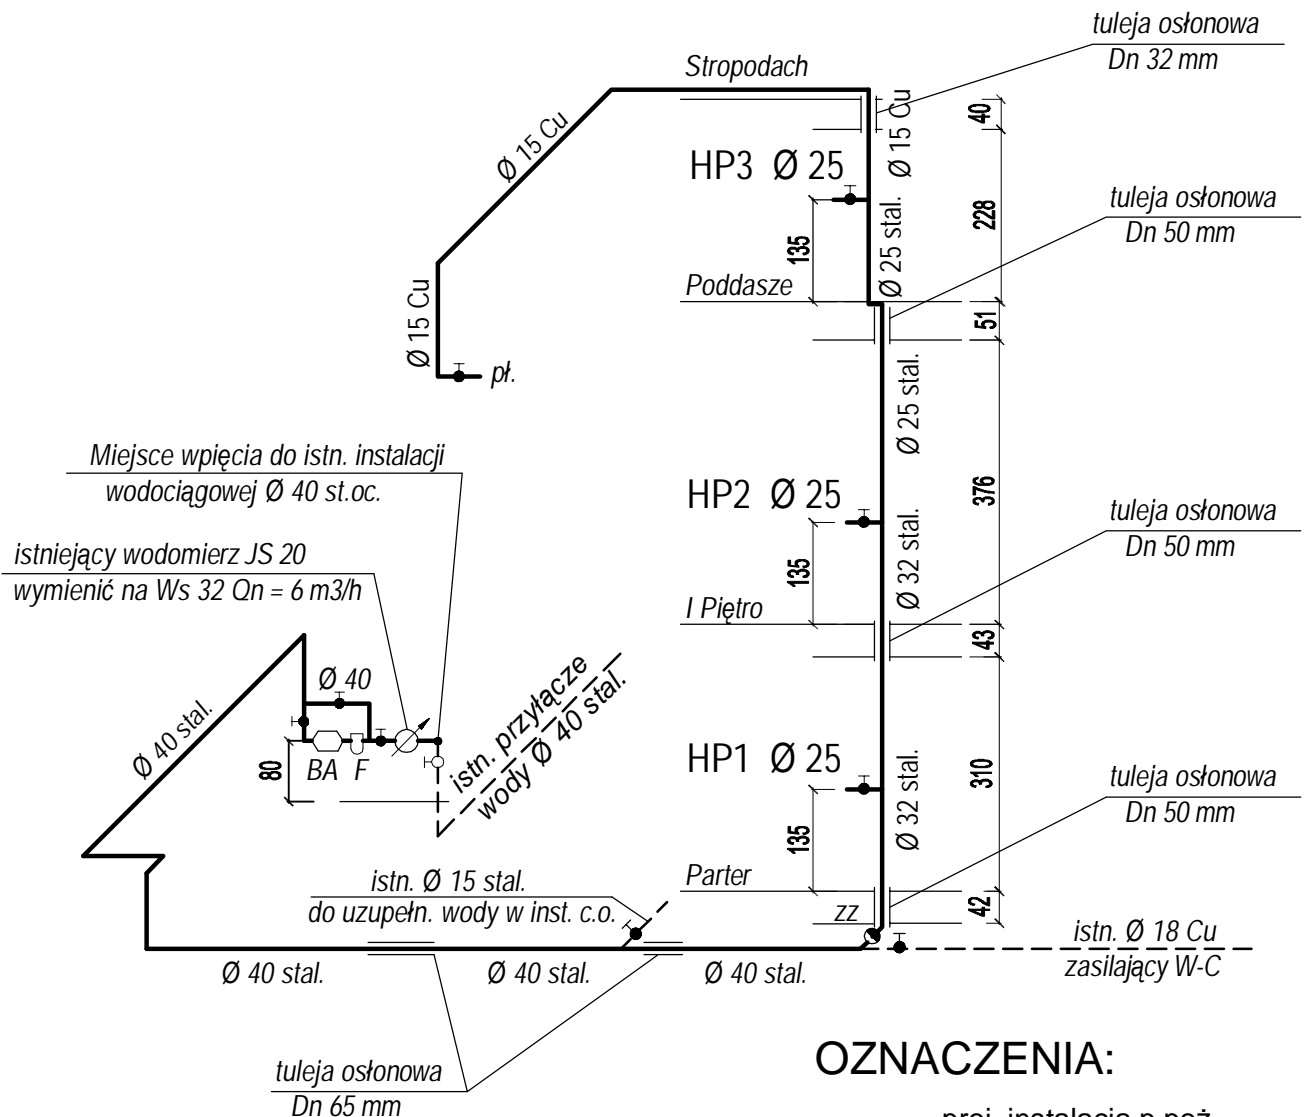 tuleja osłonowa
Dn 32 mm
Stropodach
40
Ø 15 Cu
Ø 15 Cu
HP3 Ø 25
228
tuleja osłonowa
Dn 50 mm
135
Ø 25 stal.
Poddasze
51
Ø 15 Cu
pł.
Ø 25 stal.
Miejsce wpięcia do istn. instalacji
wodociągowej Ø 40 st.oc.
HP2 Ø 25
376
tuleja osłonowa
Dn 50 mm
istniejący wodomierz JS 20
wymienić na Ws 32 Qn = 6 m3/h
135
Ø 32 stal.
I Piętro
43
Ø 40
Ø 40 stal.
istn. przyłącze
wody Ø 40 stal.
80
BA F
HP1 Ø 25
310
tuleja osłonowa
Dn 50 mm
135
Ø 32 stal.
Parter
42
istn. Ø 15 stal.
do uzupełn. wody w inst. c.o.
zz
istn. Ø 18 Cu
zasilający W-C
Ø 40 stal.
Ø 40 stal.
Ø 40 stal.
tuleja osłonowa
Dn 65 mm
OZNACZENIA:
proj. instalacja p.poż.